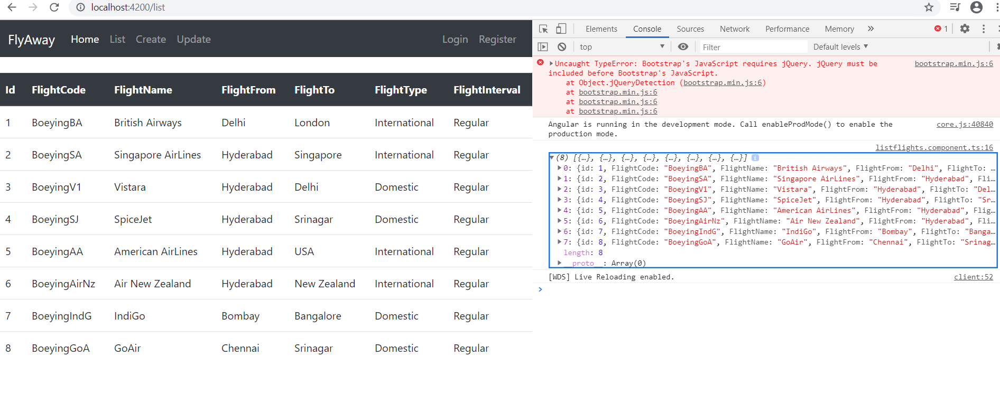 localhost:4200/list
FlyAway Home List Create Update Login Register
Id FlightCode FlightName FlightFrom FlightTo FlightType FlightInterval
1 BoeyingBA British Airways Delhi London International Regular
2 BoeyingSA Singapore AirLines Hyderabad Singapore International Regular
3 BoeyingV1 Vistara Hyderabad Delhi Domestic Regular
4 BoeyingSJ SpiceJet Hyderabad Srinagar Domestic Regular
5 BoeyingAA American AirLines Hyderabad USA International Regular
6 BoeyingAirNz Air New Zealand Hyderabad New Zealand International Regular
7 BoeyingIndG IndiGo Bombay Bangalore Domestic Regular
8 BoeyingGoA GoAir Chennai Srinagar Domestic Regular
Elements Console Sources Network Performance Memory » 1
top Filter Default levels
Uncaught TypeError: Bootstrap's JavaScript requires jQuery. jQuery must be bootstrap.min.js:6
included before Bootstrap's JavaScript.
at Object.jQueryDetection (bootstrap.min.js:6)
at bootstrap.min.js:6
at bootstrap.min.js:6
at bootstrap.min.js:6
Angular is running in the development mode. Call enableProdMode() to enable the core.js:40840
production mode.
listflights.component.ts:16
(8) [{…}, {…}, {…}, {…}, {…}, {…}, {…}, {…}] i
0: {id: 1, FlightCode: "BoeyingBA", FlightName: "British Airways", FlightFrom: "Delhi", FlightTo: …
1: {id: 2, FlightCode: "BoeyingSA", FlightName: "Singapore AirLines", FlightFrom: "Hyderabad", Fli…
2: {id: 3, FlightCode: "BoeyingV1", FlightName: "Vistara", FlightFrom: "Hyderabad", FlightTo: "Del…
3: {id: 4, FlightCode: "BoeyingSJ", FlightName: "SpiceJet", FlightFrom: "Hyderabad", FlightTo: "Sr…
4: {id: 5, FlightCode: "BoeyingAA", FlightName: "American AirLines", FlightFrom: "Hyderabad", Flig…
5: {id: 6, FlightCode: "BoeyingAirNz", FlightName: "Air New Zealand", FlightFrom: "Hyderabad", Fli…
6: {id: 7, FlightCode: "BoeyingIndG", FlightName: "IndiGo", FlightFrom: "Bombay", FlightTo: "Banga…
7: {id: 8, FlightCode: "BoeyingGoA", FlightName: "GoAir", FlightFrom: "Chennai", FlightTo: "Srinag…
length: 8
__proto__: Array(0)
[WDS] Live Reloading enabled. client:52